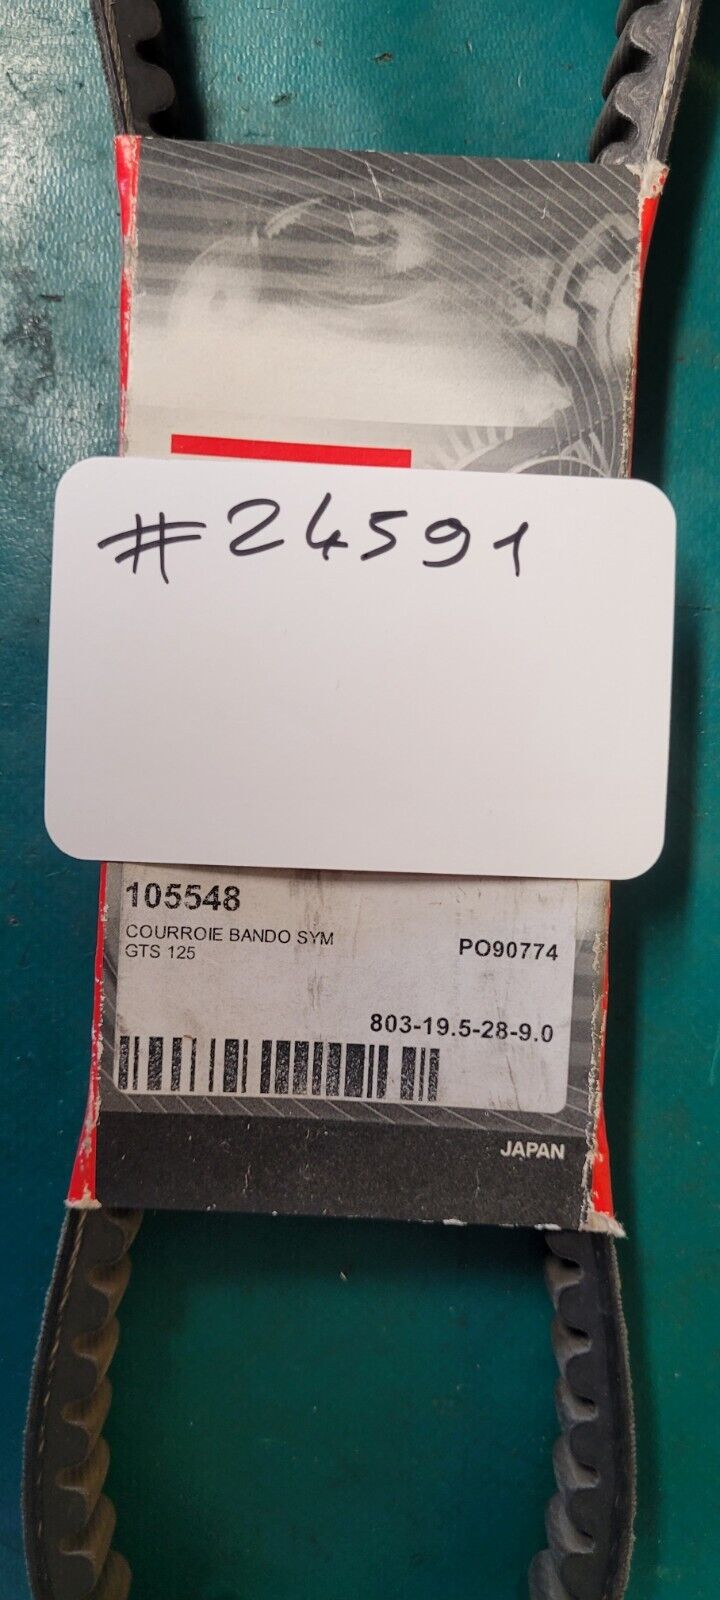 #24591
105548
COURROIE BANDO SYM
GTS 125
PO90774
803-19.5-28-9.0
JAPAN